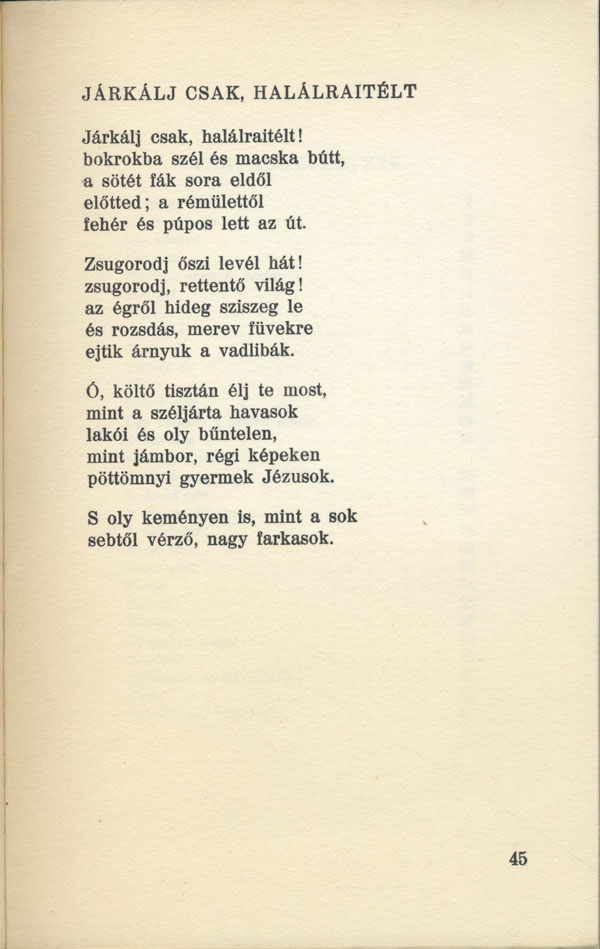 JÁRKÁLJ CSAK, HALÁLRAITÉLT
Járkálj csak, halálraitélt!
bokrokba szél és macska bútt,
a sötét fák sora eldől
előtted; a rémülettől
fehér és púpos lett az út.
Zsugorodj őszi levél hát!
zsugorodj, rettentő világ!
az égről hideg sziszeg le
és rozsdás, merev füvekre
ejtik árnyuk a vadlibák.
Ó, költő tisztán élj te most,
mint a széljárta havasok
lakói és oly bűntelen,
mint jámbor, régi képeken
pöttömnyi gyermek Jézusok.
S oly keményen is, mint a sok
sebtől vérző, nagy farkasok.
45